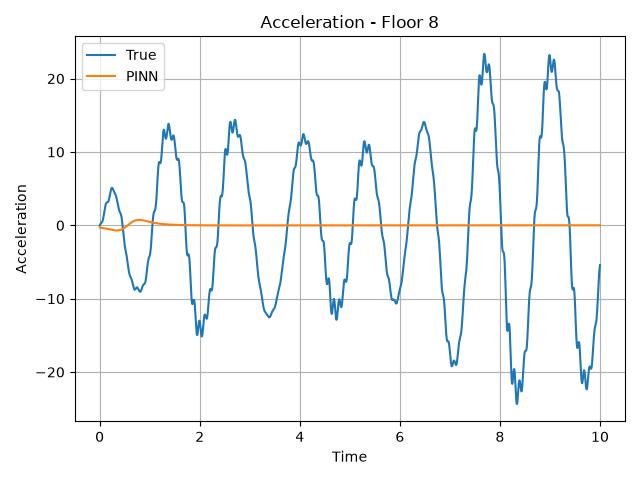 Acceleration - Floor 8
True
PINN
20
10
0
−10
−20
Acceleration
0 2 4 6 8 10
Time